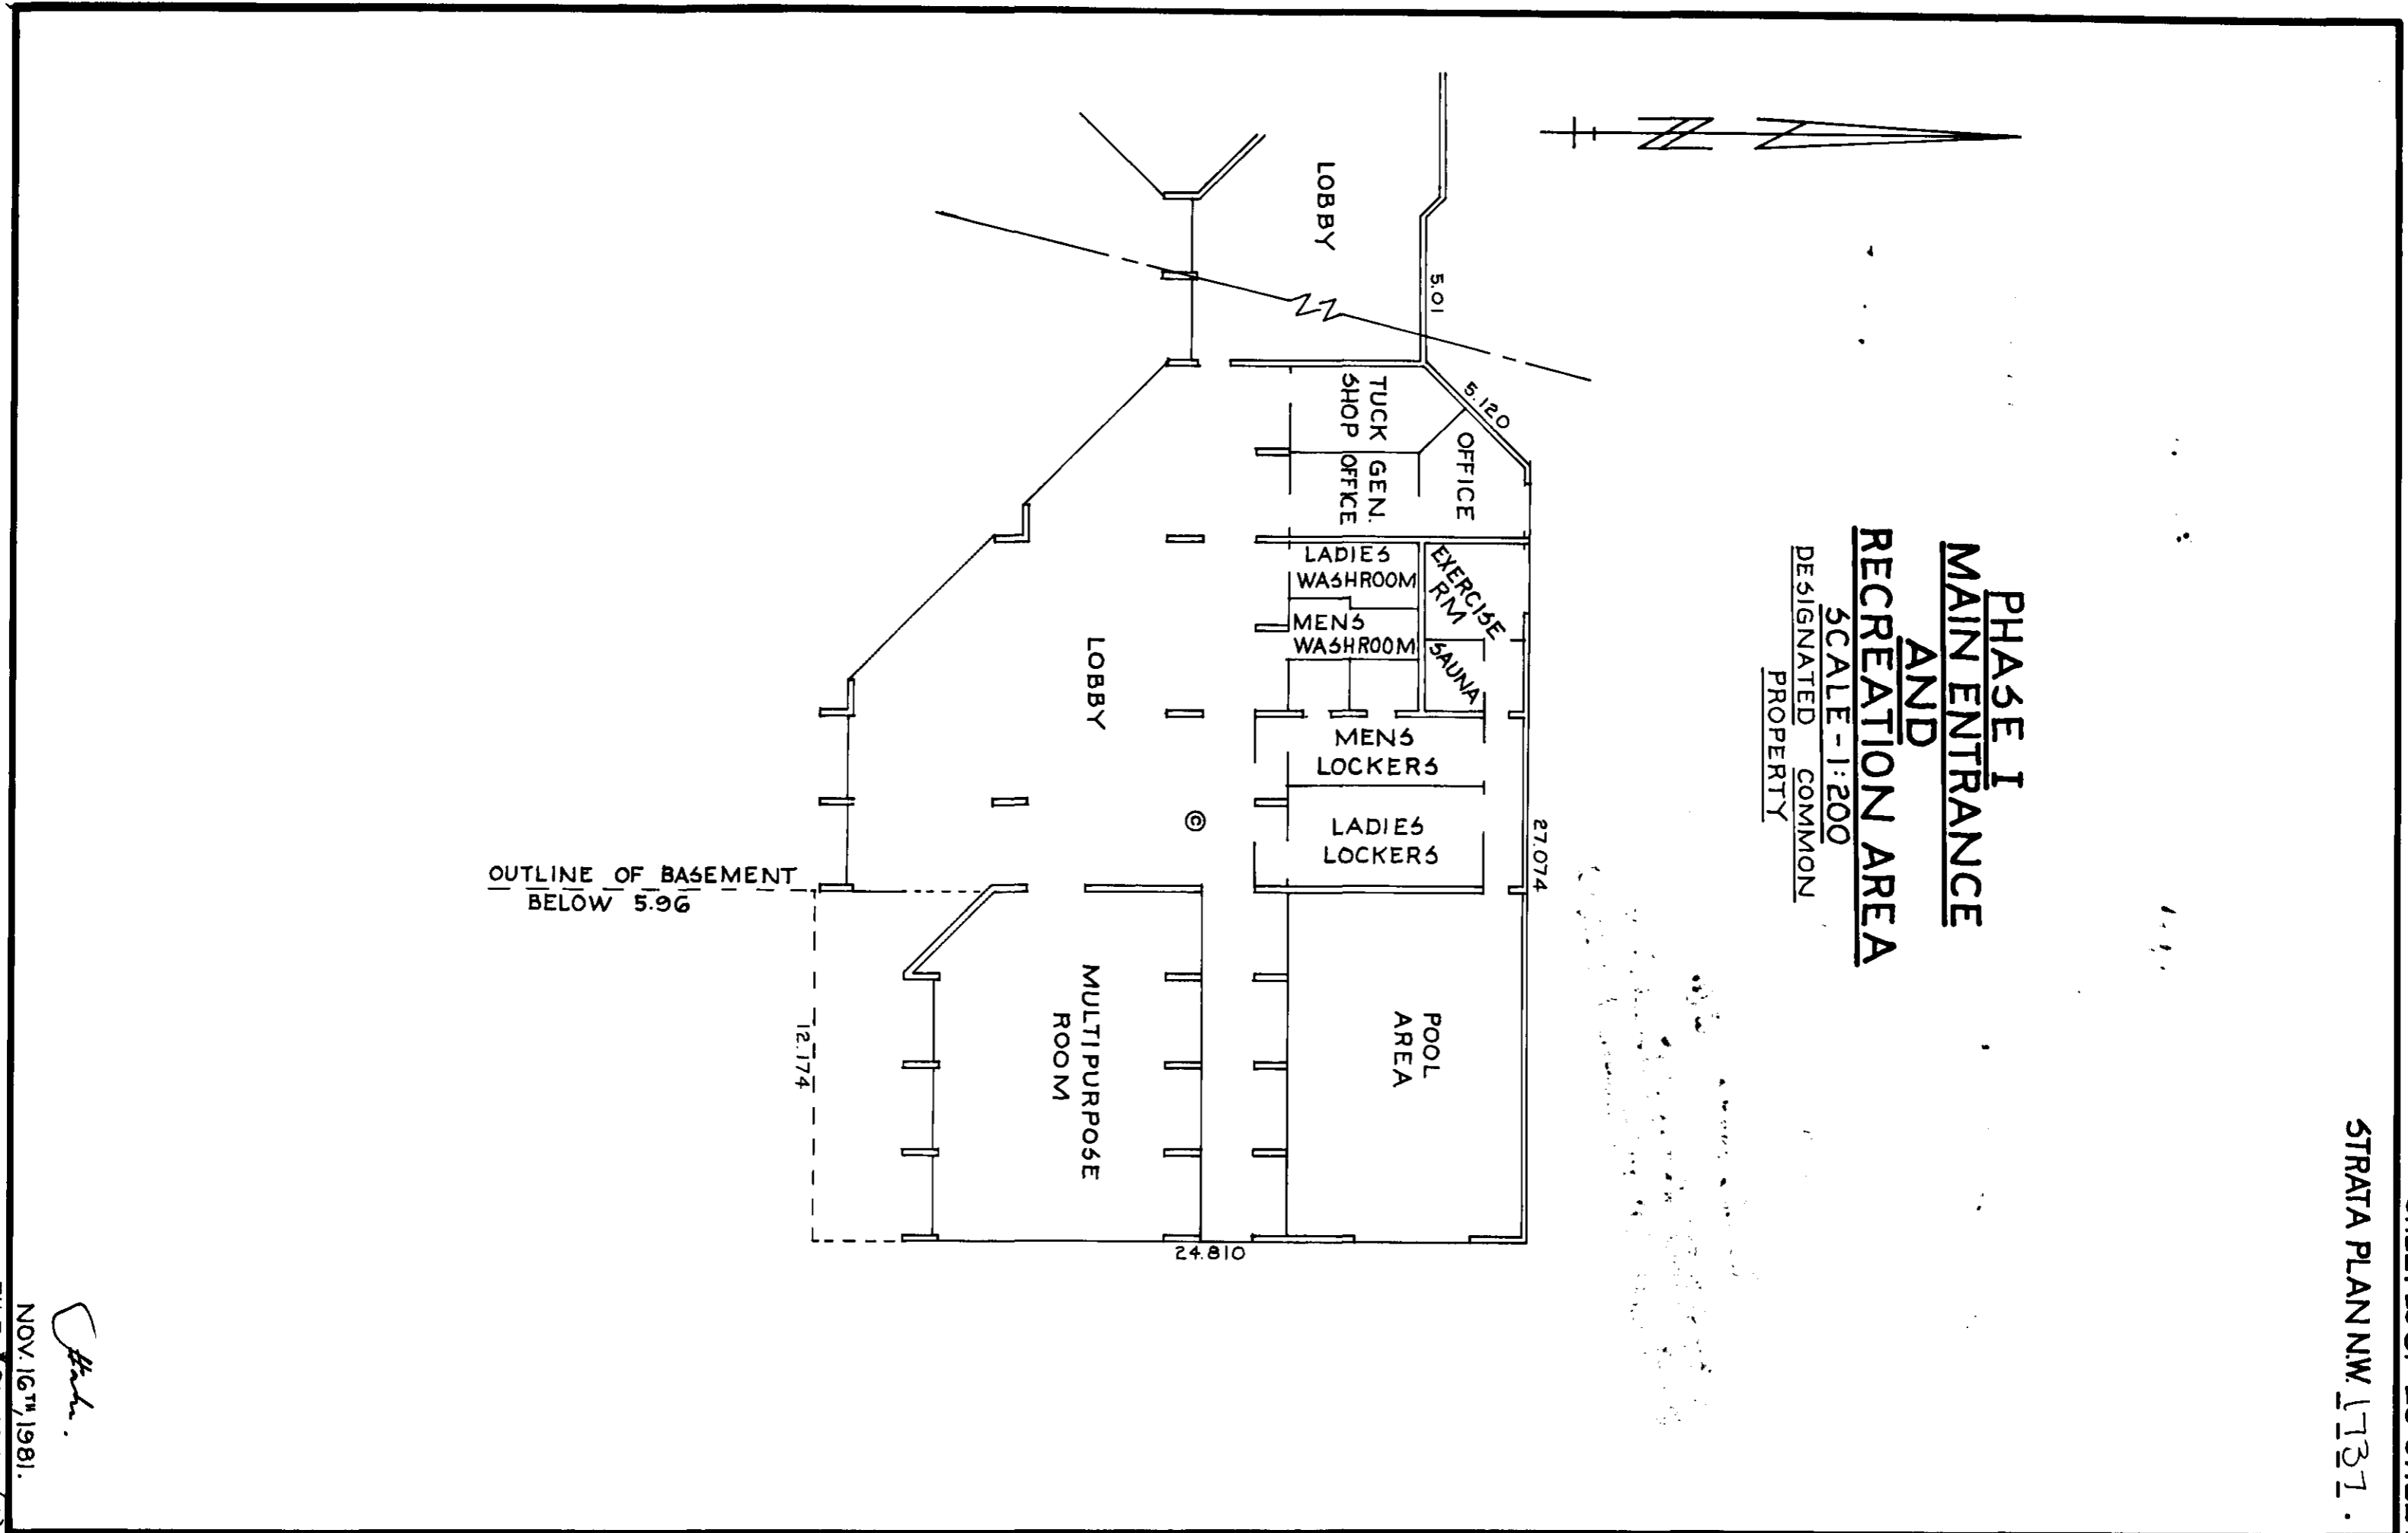 STRATA PLAN N.W. 1737.
PHASE I
MAIN ENTRANCE
AND
RECREATION AREA
SCALE - 1:200
DESIGNATED COMMON
PROPERTY
LOBBY
5.01
5.120
TUCK
SHOP
GEN.
OFFICE
OFFICE
LADIES
WASHROOM
EXERCISE
RM
MENS
WASHROOM
SAUNA
LOBBY
MENS
LOCKERS
LADIES
LOCKERS
©
27.074
OUTLINE OF BASEMENT
BELOW 5.96
MULTIPURPOSE
ROOM
POOL
AREA
12.174
24.810
NOV. 16TH, 1981.